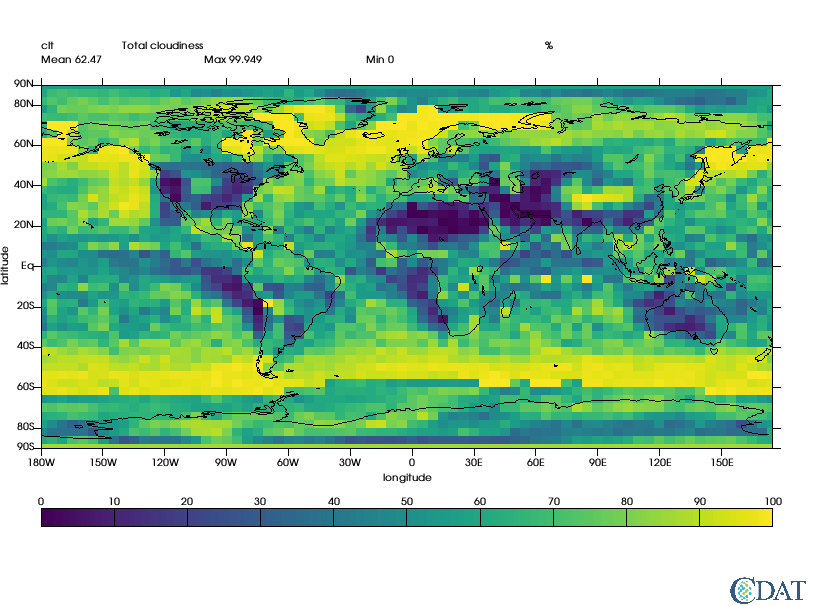 clt Total cloudiness %
Mean 62.47 Max 99.949 Min 0
90N
80N
60N
40N
20N
Eq
20S
40S
60S
80S
90S
latitude
180W 150W 120W 90W 60W 30W 0 30E 60E 90E 120E 150E
longitude
0 10 20 30 40 50 60 70 80 90 100
CDAT